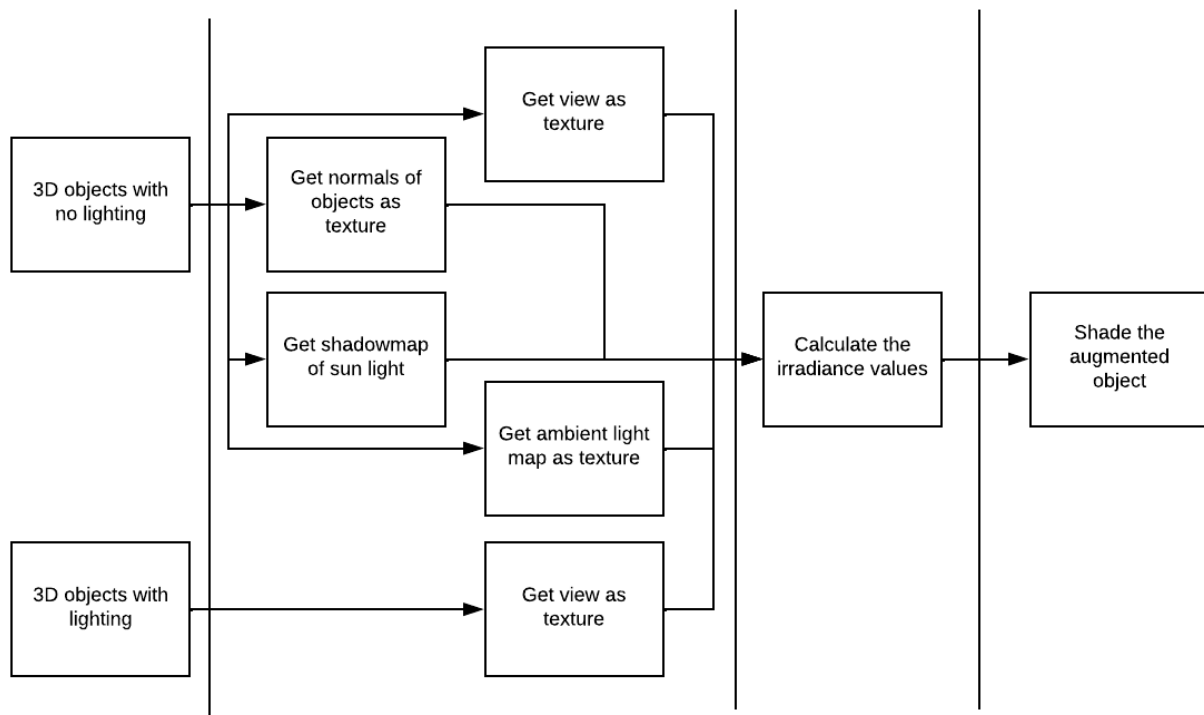 Get view as
texture
3D objects with
no lighting
Get normals of
objects as
texture
Get shadowmap
of sun light
Calculate the
irradiance values
Shade the
augmented
object
Get ambient light
map as texture
3D objects with
lighting
Get view as
texture